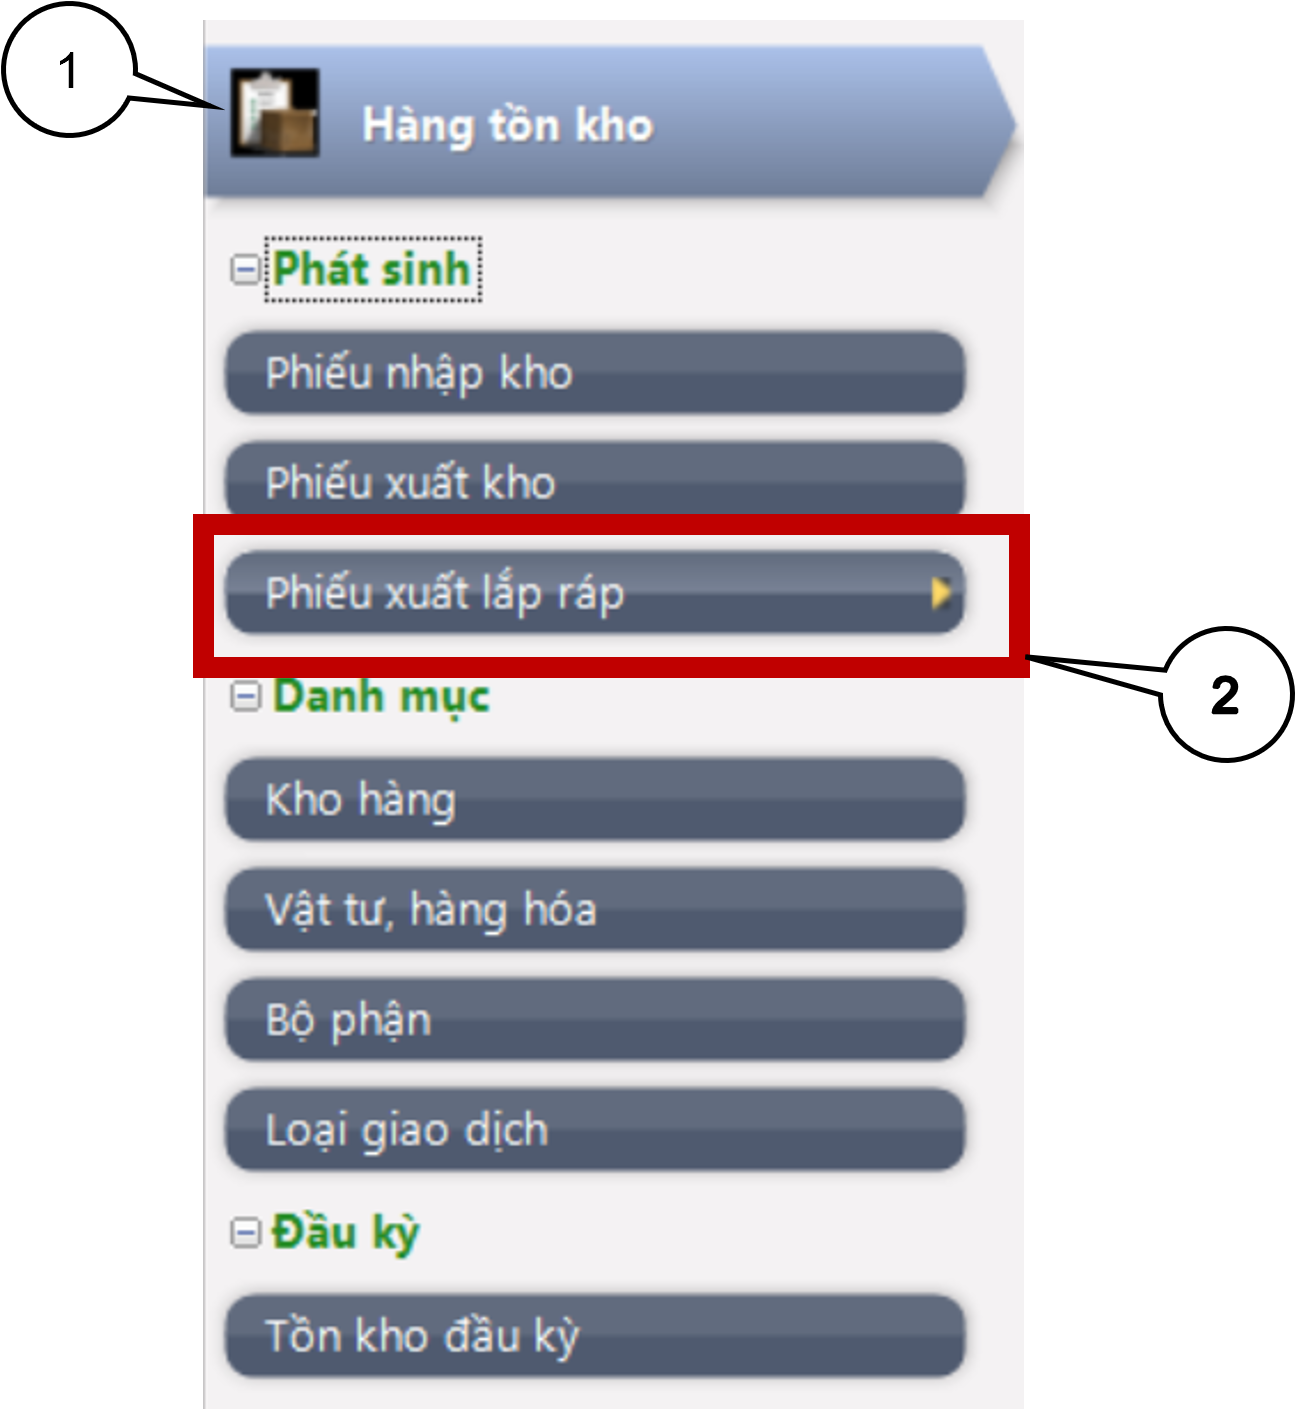 1
Hàng tồn kho
Phát sinh
Phiếu nhập kho
Phiếu xuất kho
Phiếu xuất lắp ráp
2
Danh mục
Kho hàng
Vật tư, hàng hóa
Bộ phận
Loại giao dịch
Đầu kỳ
Tồn kho đầu kỳ